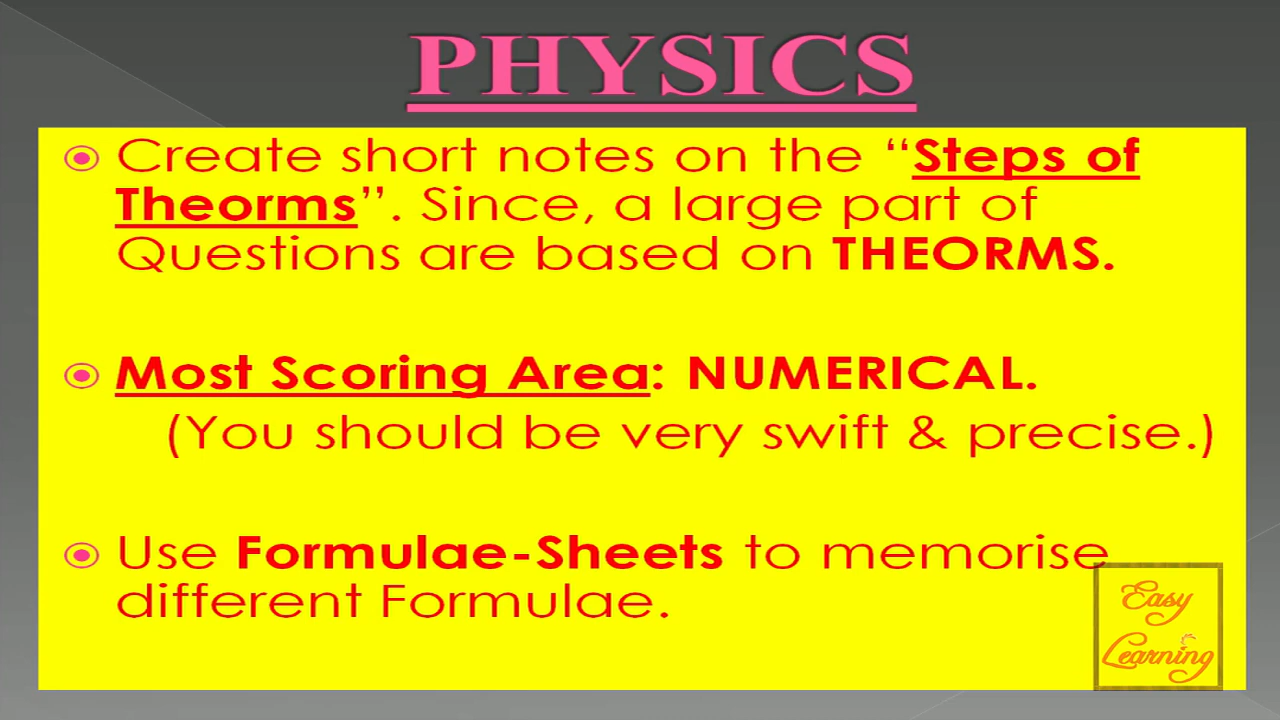 PHYSICS
Create short notes on the “Steps of
Theorms”. Since, a large part of
Questions are based on THEORMS.
Most Scoring Area: NUMERICAL.
(You should be very swift & precise.)
Use Formulae-Sheets to memorise
different Formulae.
Easy
Learning